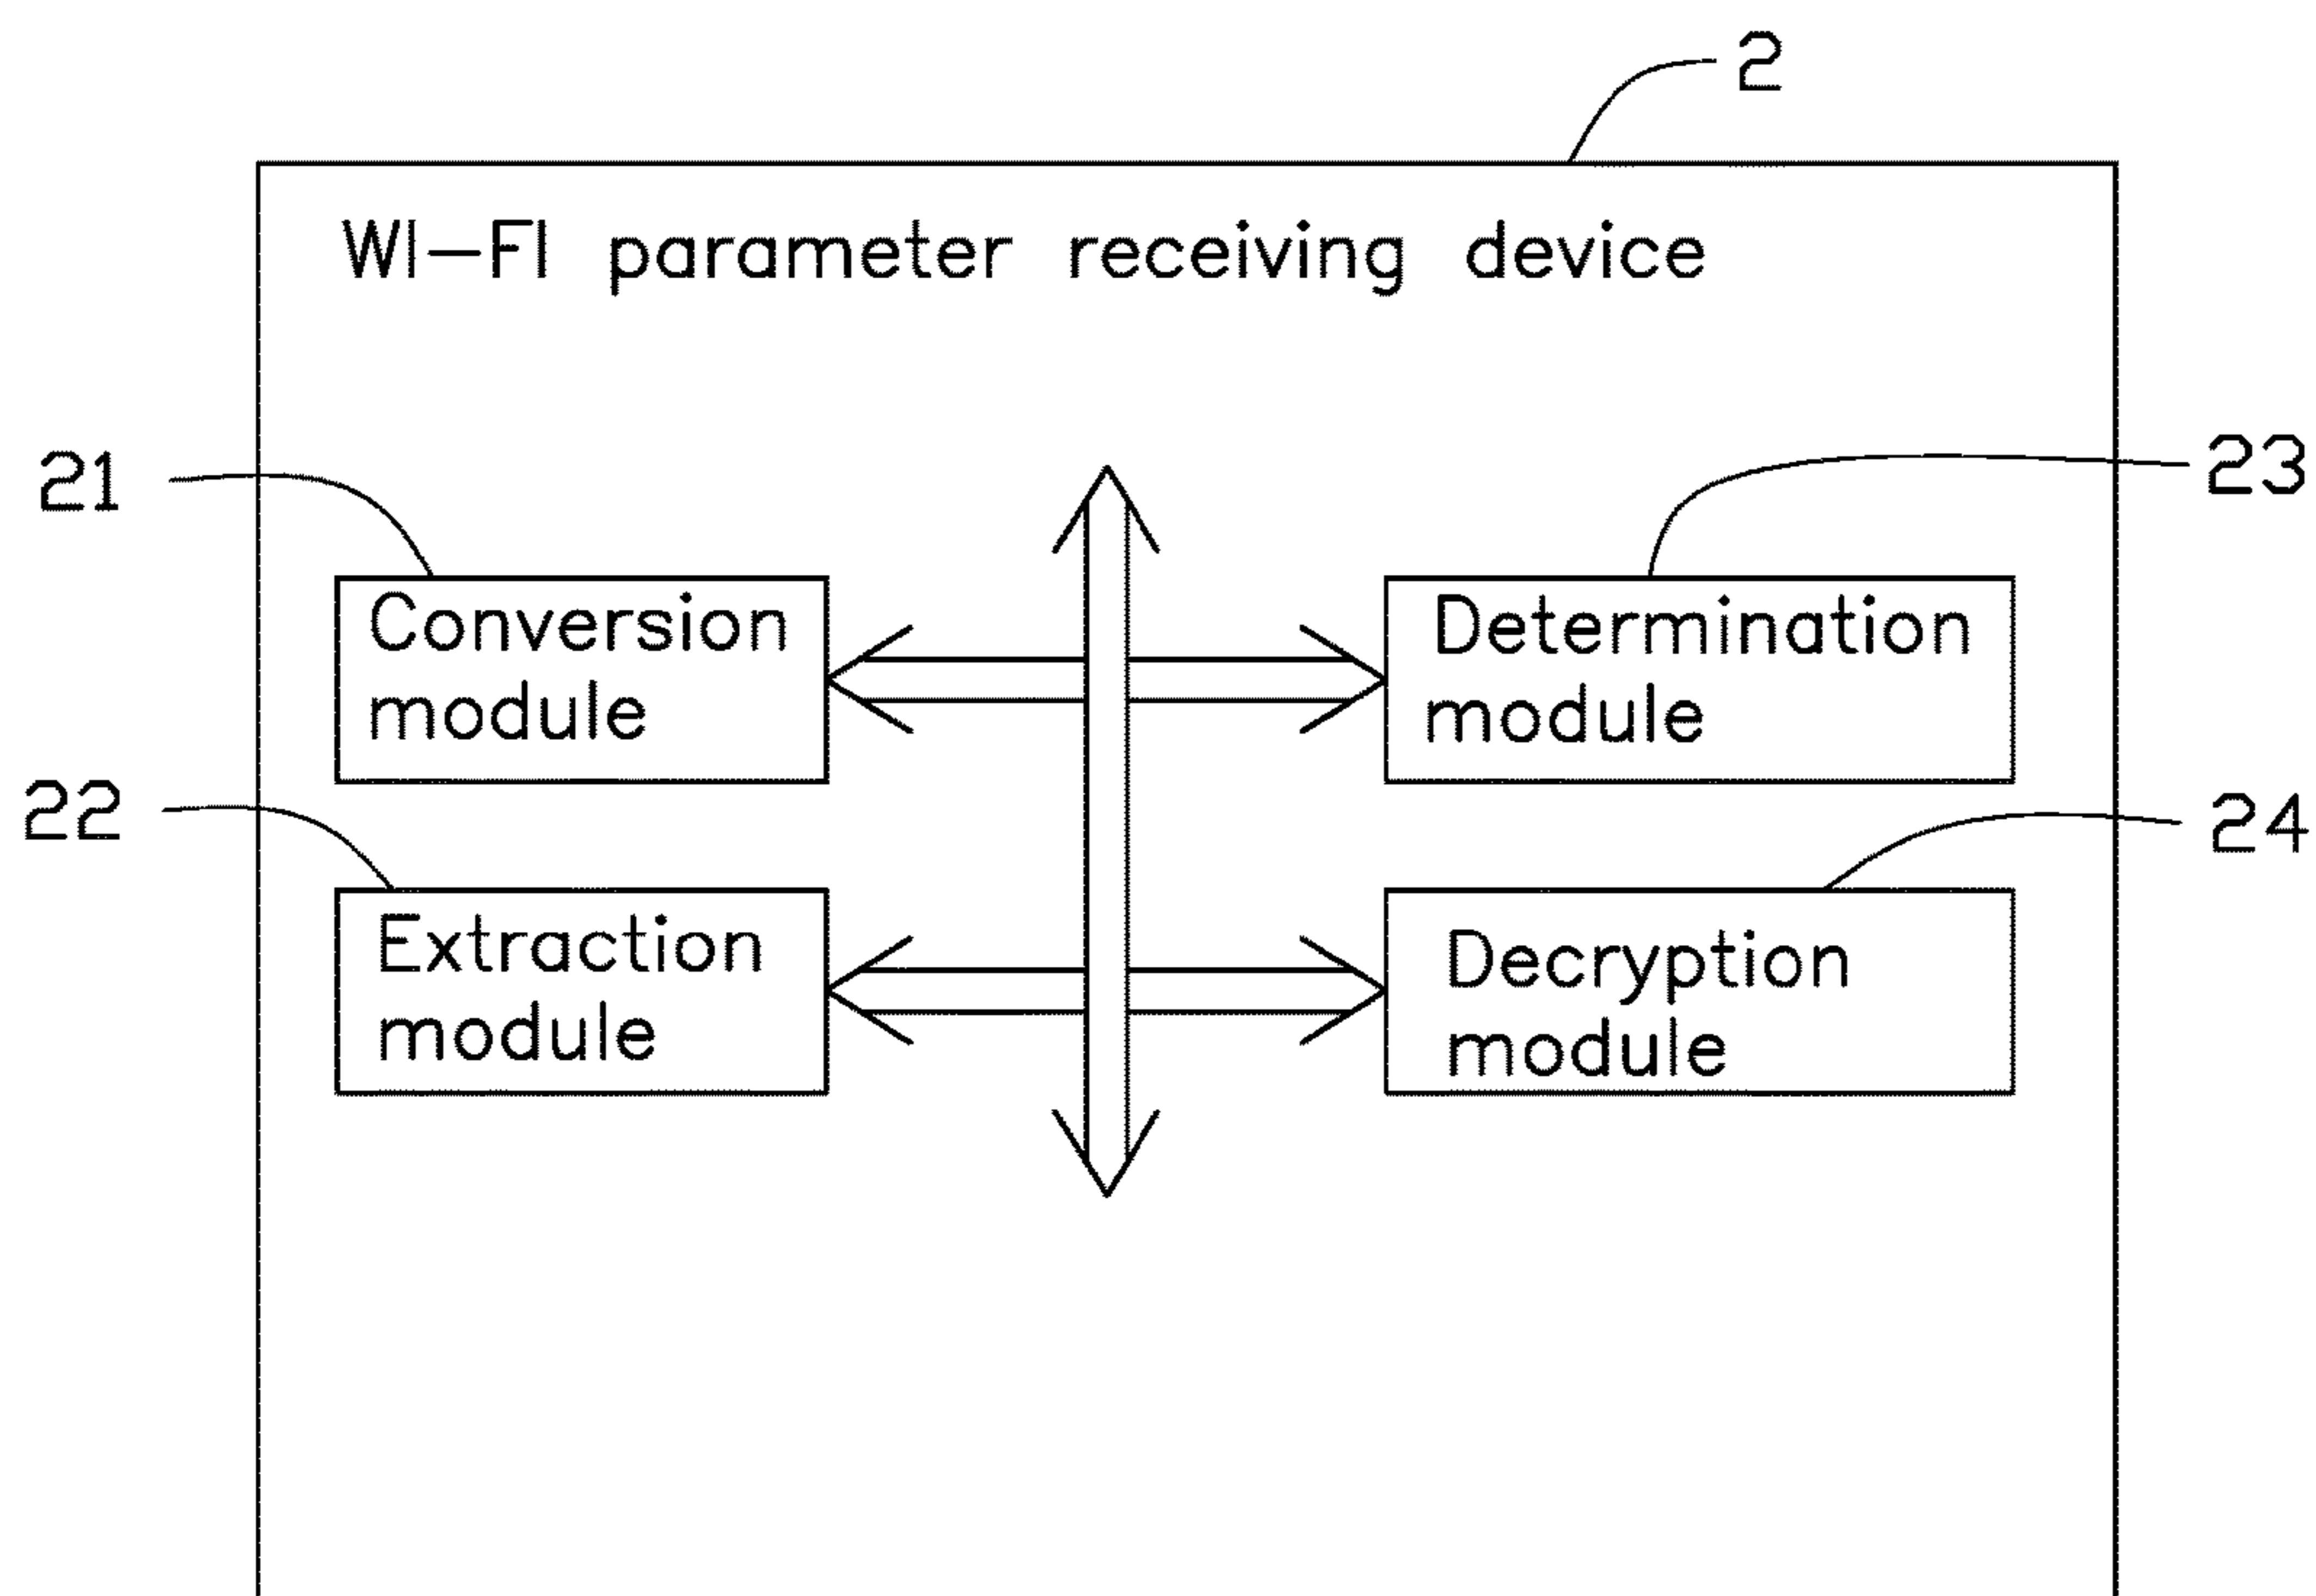 2
WI-FI parameter receiving device
21
23
Conversion
module
Determination
module
22
24
Extraction
module
Decryption
module